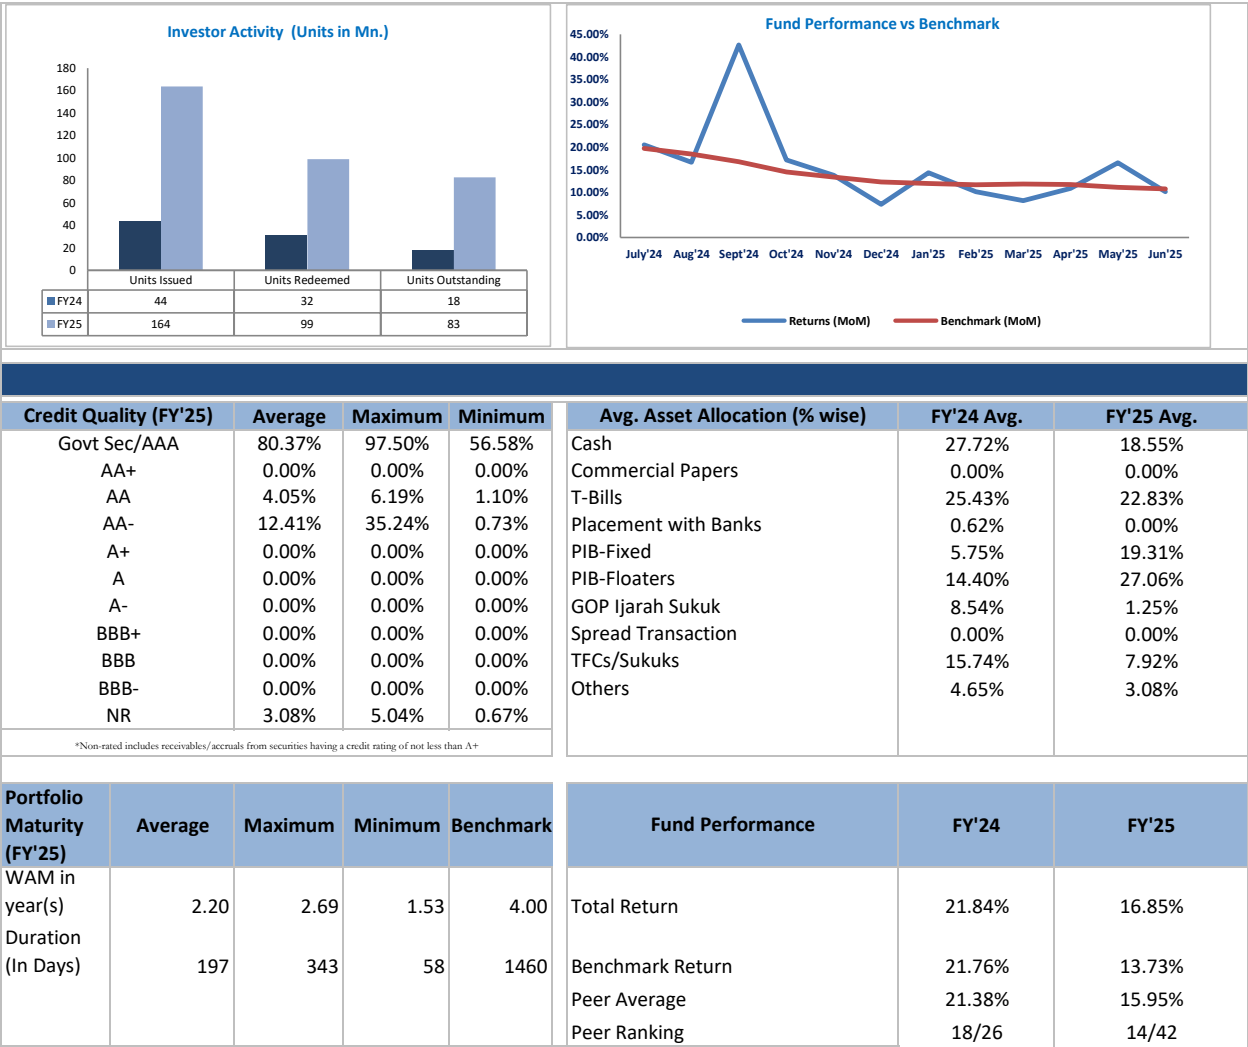 Investor Activity (Units in Mn.)
180
160
140
120
100
80
60
40
20
0
Units Issued Units Redeemed Units Outstanding
FY24 44 32 18
FY25 164 99 83
Fund Performance vs Benchmark
45.00%
40.00%
35.00%
30.00%
25.00%
20.00%
15.00%
10.00%
5.00%
0.00%
July'24 Aug'24 Sept'24 Oct'24 Nov'24 Dec'24 Jan'25 Feb'25 Mar'25 Apr'25 May'25 Jun'25
Returns (MoM) Benchmark (MoM)
Credit Quality (FY'25) Average Maximum Minimum
Govt Sec/AAA 80.37% 97.50% 56.58%
AA+ 0.00% 0.00% 0.00%
AA 4.05% 6.19% 1.10%
AA- 12.41% 35.24% 0.73%
A+ 0.00% 0.00% 0.00%
A 0.00% 0.00% 0.00%
A- 0.00% 0.00% 0.00%
BBB+ 0.00% 0.00% 0.00%
BBB 0.00% 0.00% 0.00%
BBB- 0.00% 0.00% 0.00%
NR 3.08% 5.04% 0.67%
*Non-rated includes receivables/accruals from securities having a credit rating of not less than A+
Avg. Asset Allocation (% wise) FY'24 Avg. FY'25 Avg.
Cash 27.72% 18.55%
Commercial Papers 0.00% 0.00%
T-Bills 25.43% 22.83%
Placement with Banks 0.62% 0.00%
PIB-Fixed 5.75% 19.31%
PIB-Floaters 14.40% 27.06%
GOP Ijarah Sukuk 8.54% 1.25%
Spread Transaction 0.00% 0.00%
TFCs/Sukuks 15.74% 7.92%
Others 4.65% 3.08%
Portfolio
Maturity
(FY'25) Average Maximum Minimum Benchmark
WAM in
year(s) 2.20 2.69 1.53 4.00
Duration
(In Days) 197 343 58 1460
Fund Performance FY'24 FY'25
Total Return 21.84% 16.85%
Benchmark Return 21.76% 13.73%
Peer Average 21.38% 15.95%
Peer Ranking 18/26 14/42